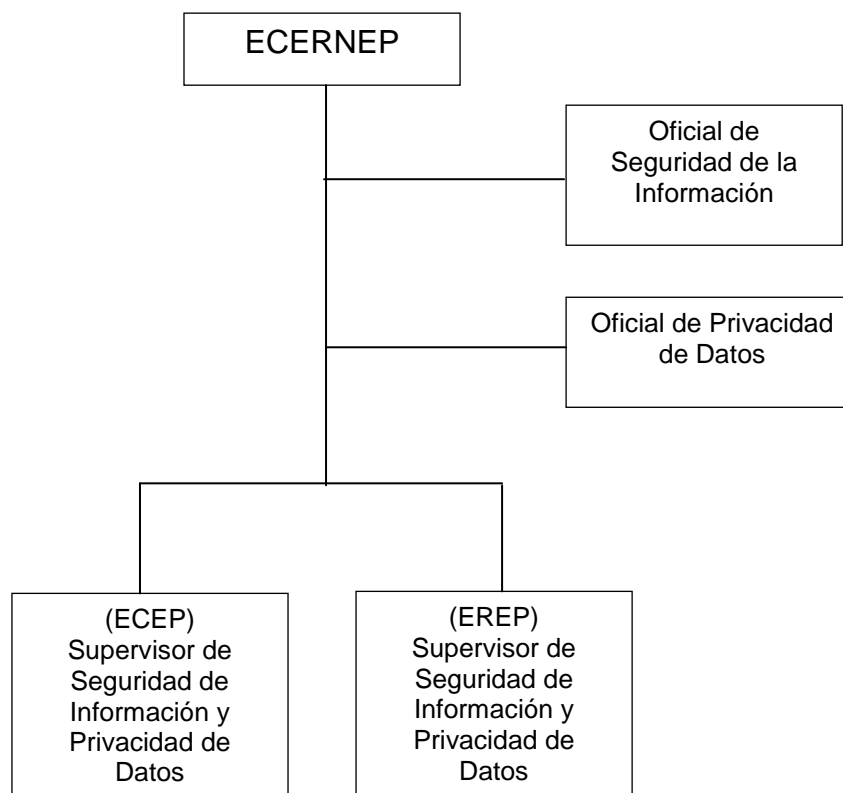 ECERNEP
Oficial de
Seguridad de la
Información
Oficial de Privacidad
de Datos
(ECEP)
Supervisor de
Seguridad de
Información y
Privacidad de
Datos
(EREP)
Supervisor de
Seguridad de
Información y
Privacidad de
Datos